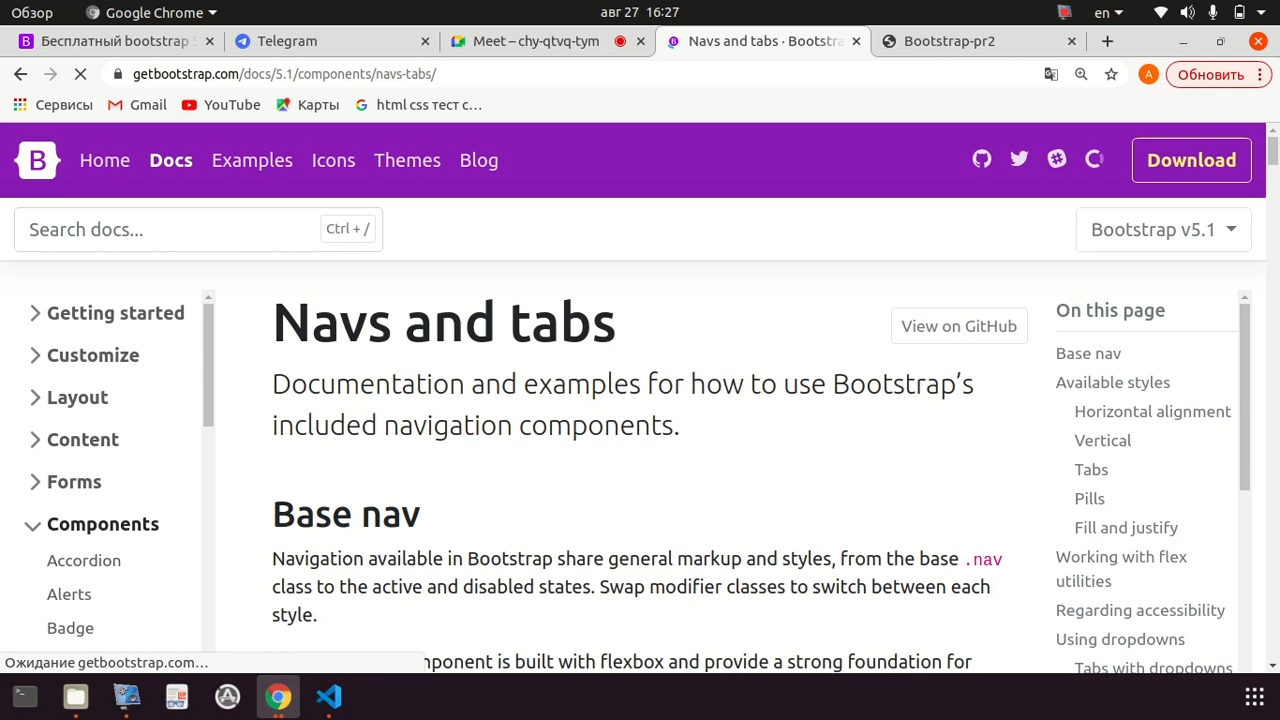 Обзор
Google Chrome
авг 27 16:27
en
Бесплатный bootstrap
Telegram
Meet – chy-qtvq-tym
Navs and tabs · Bootstra
Bootstrap-pr2
getbootstrap.com/docs/5.1/components/navs-tabs/
A
Обновить
Сервисы
Gmail
YouTube
Карты
html css тест с…
B
Home
Docs
Examples
Icons
Themes
Blog
Download
Search docs...
Ctrl + /
Bootstrap v5.1
Getting started
Customize
Layout
Content
Forms
Components
Accordion
Alerts
Badge
Navs and tabs
View on GitHub
Documentation and examples for how to use Bootstrap’s
included navigation components.
Base nav
Navigation available in Bootstrap share general markup and styles, from the base .nav
class to the active and disabled states. Swap modifier classes to switch between each
style.
mponent is built with flexbox and provide a strong foundation for
On this page
Base nav
Available styles
Horizontal alignment
Vertical
Tabs
Pills
Fill and justify
Working with flex
utilities
Regarding accessibility
Using dropdowns
Tabs with dropdowns
Ожидание getbootstrap.com…